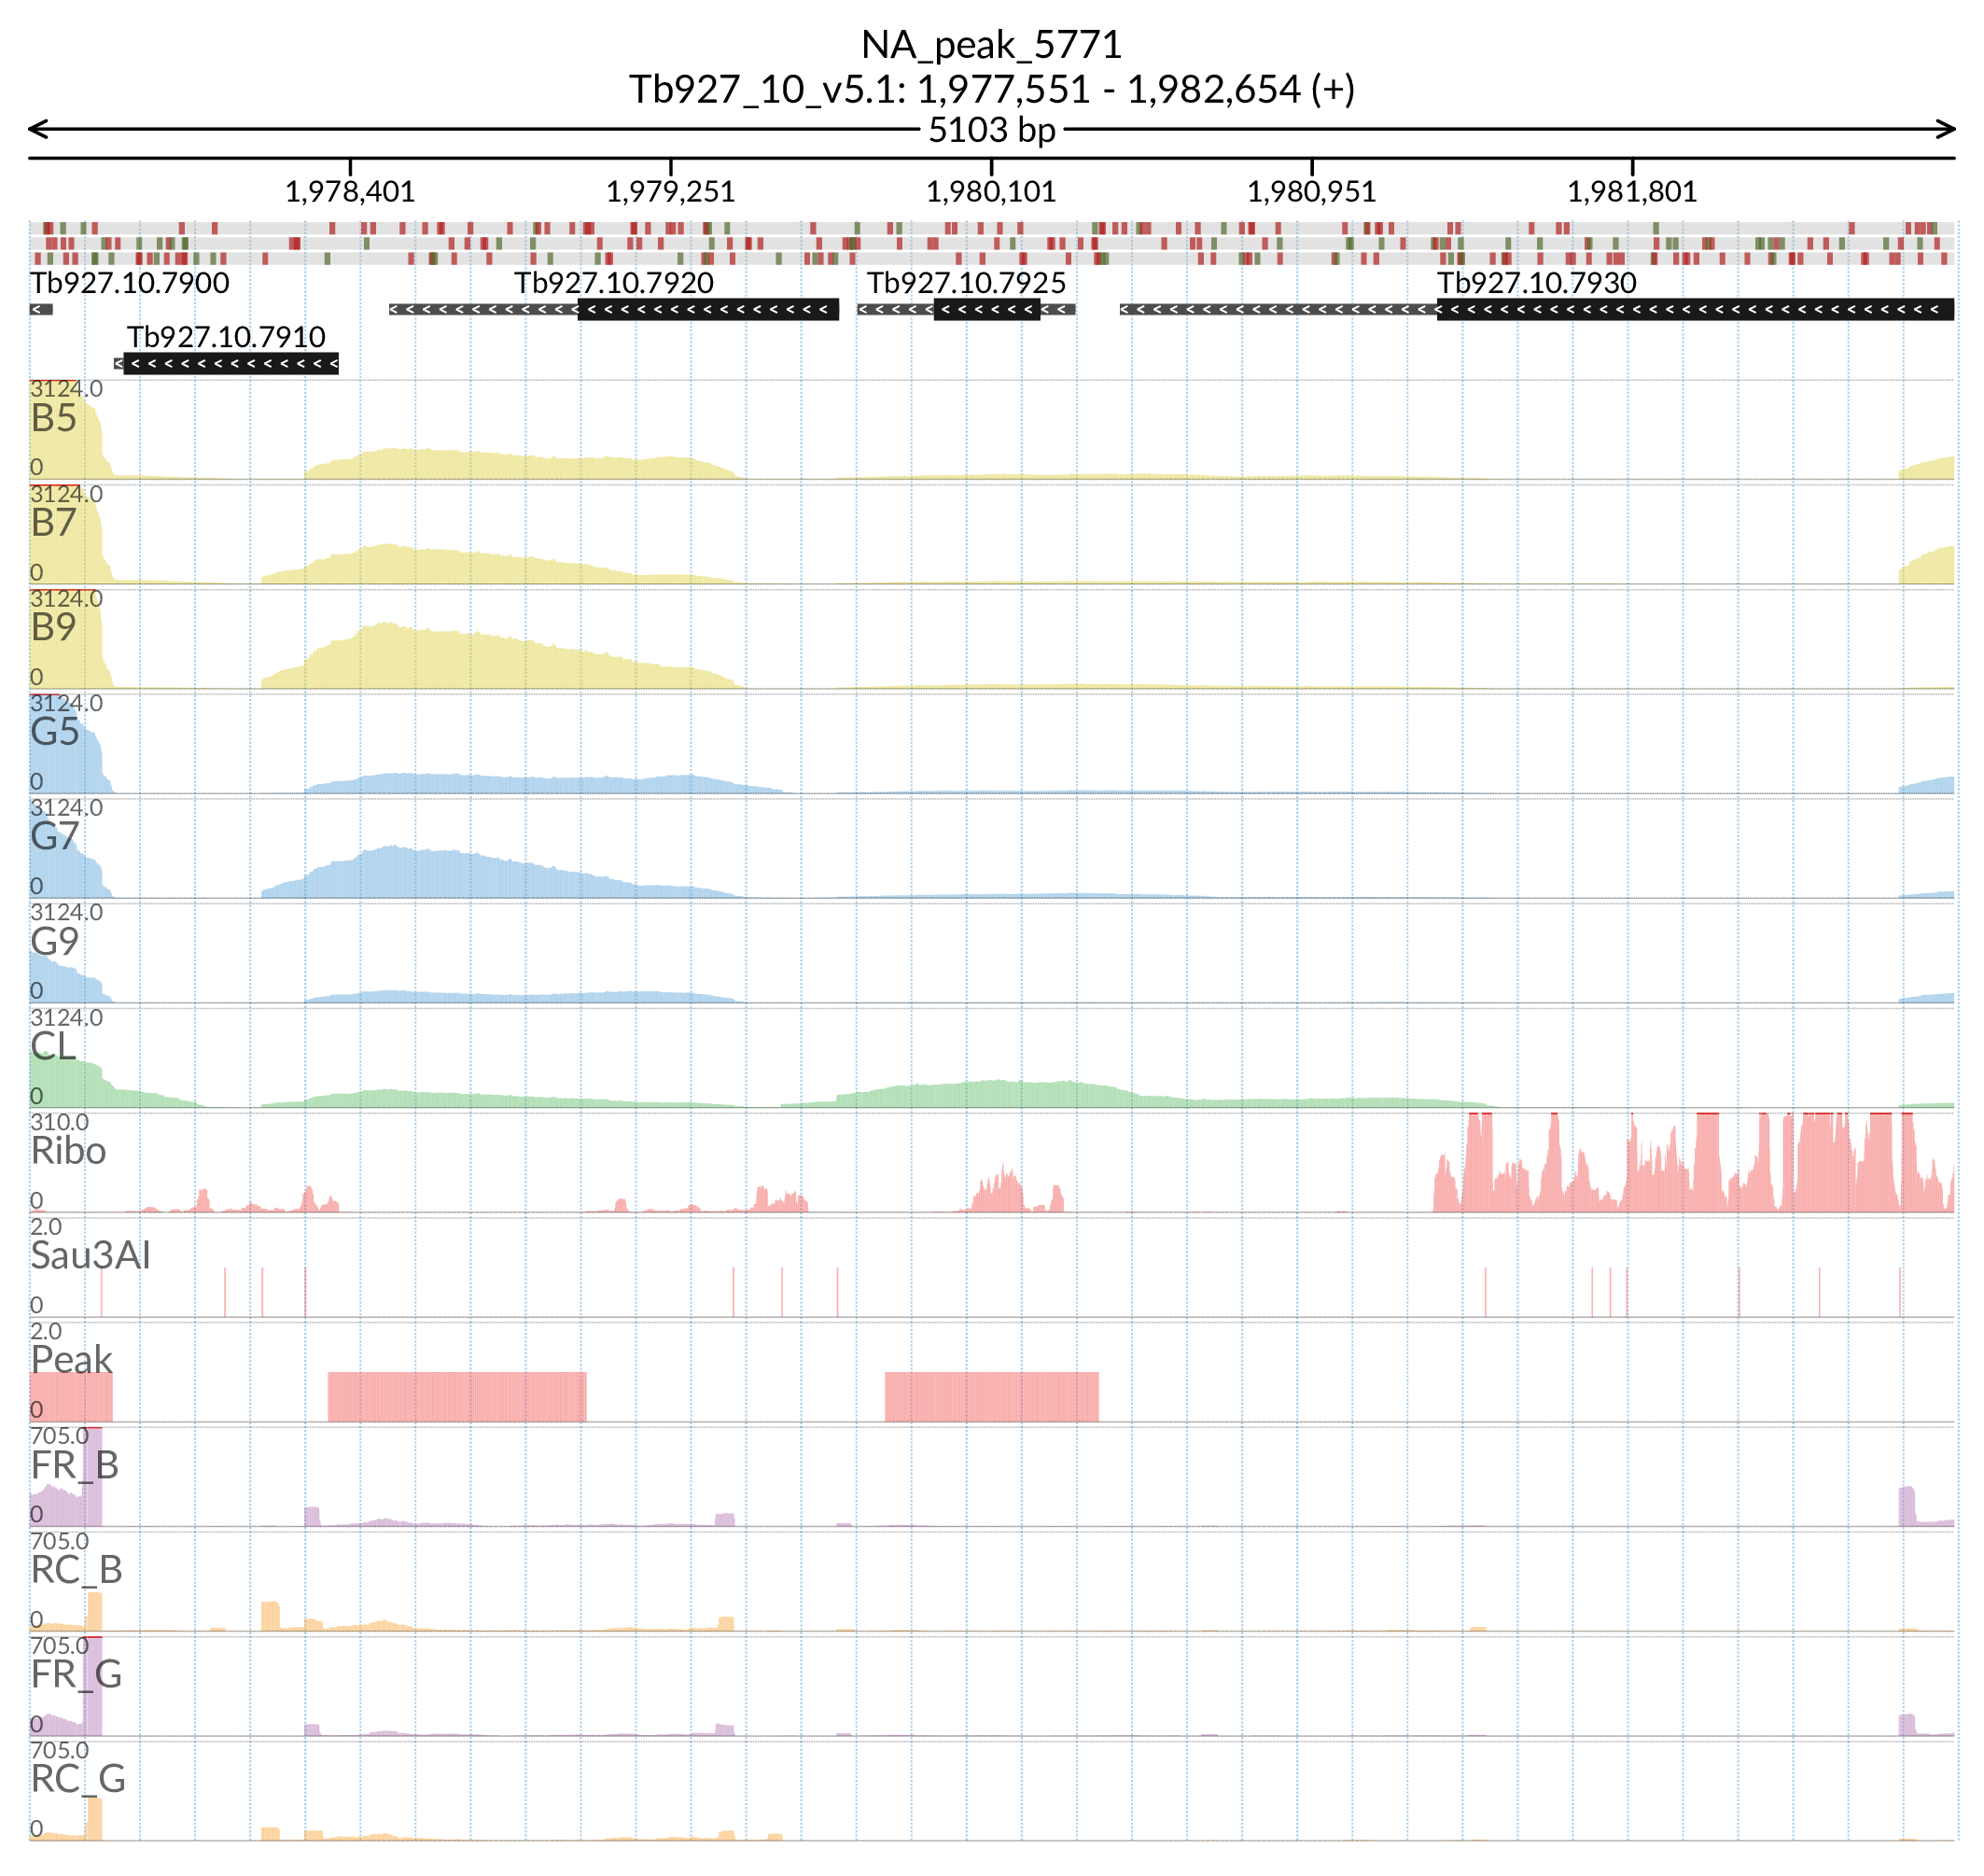 NA_peak_5771
Tb927_10_v5.1: 1,977,551 - 1,982,654 (+)
5103 bp
1,978,401 1,979,251 1,980,101 1,980,951 1,981,801
Tb927.10.7900 Tb927.10.7920 Tb927.10.7925 Tb927.10.7930
Tb927.10.7910
3124.0
B5
0
3124.0
B7
0
3124.0
B9
0
3124.0
G5
0
3124.0
G7
0
3124.0
G9
0
3124.0
CL
0
310.0
Ribo
0
2.0
Sau3AI
0
2.0
Peak
0
705.0
FR_B
0
705.0
RC_B
0
705.0
FR_G
0
705.0
RC_G
0